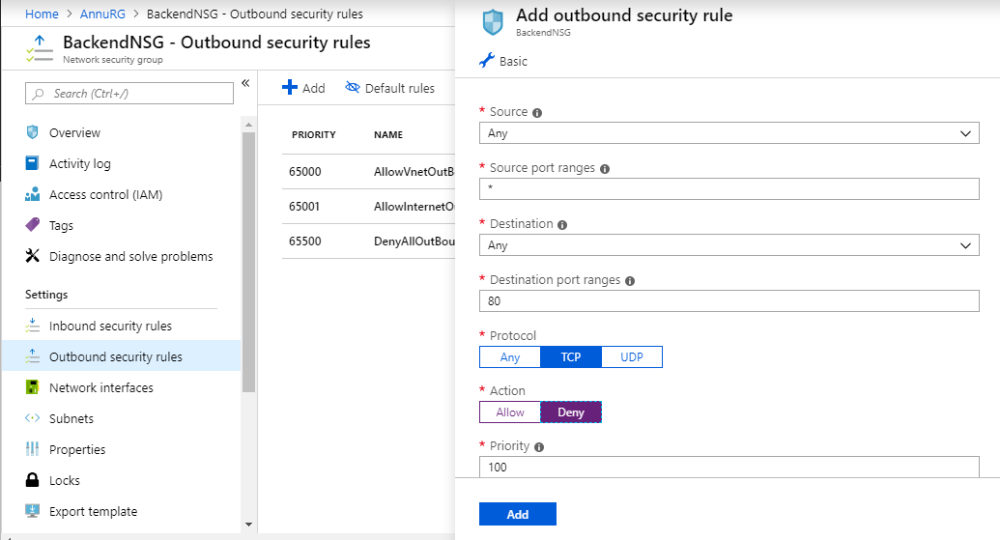 Home > AnnuRG > BackendNSG - Outbound security rules
BackendNSG - Outbound security rules
Network security group
Search (Ctrl+/)
«
Overview
Activity log
Access control (IAM)
Tags
Diagnose and solve problems
Settings
Inbound security rules
Outbound security rules
Network interfaces
Subnets
Properties
Locks
Export template
Add Default rules
PRIORITY NAME
65000 AllowVnetOutB
65001 AllowInternetO
65500 DenyAllOutBou
Add outbound security rule
BackendNSG
Basic
* Source
Any
* Source port ranges
*
* Destination
Any
* Destination port ranges
80
* Protocol
Any TCP UDP
* Action
Allow Deny
* Priority
100
Add